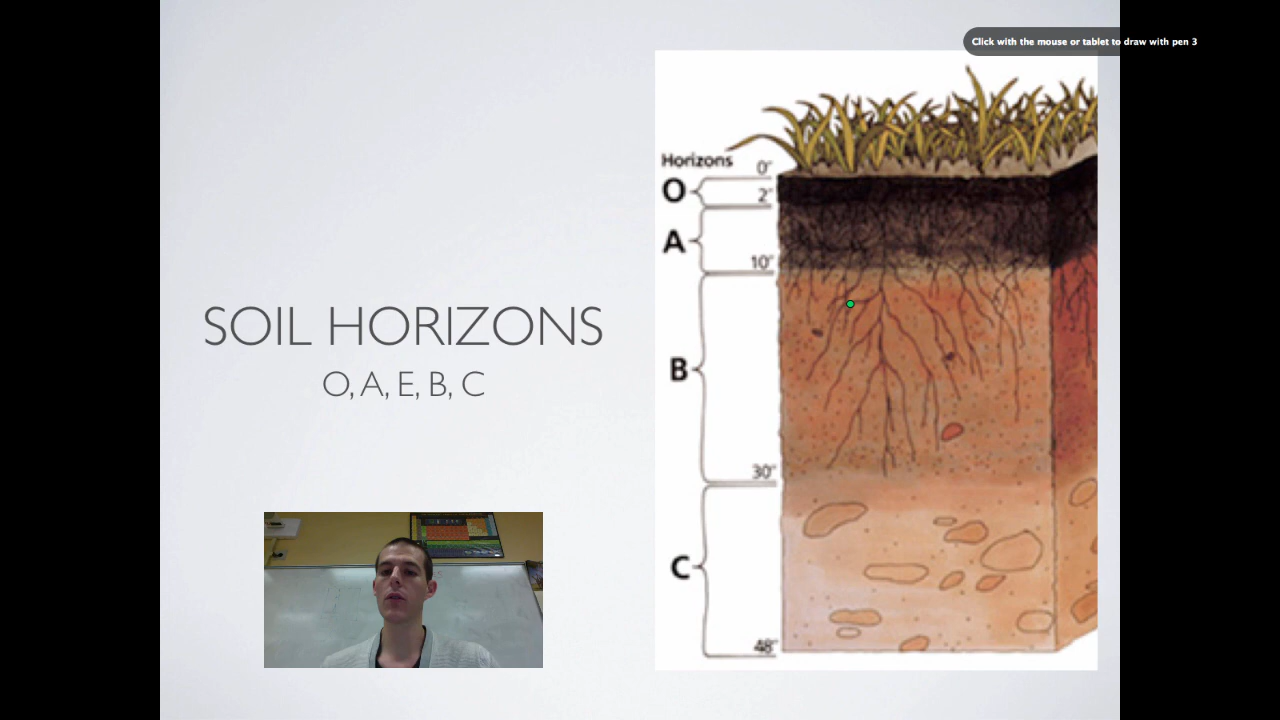 Click with the mouse or tablet to draw with pen 3
SOIL HORIZONS
O, A, E, B, C
Horizons
0"
O
2"
A
10"
B
30"
C
48"